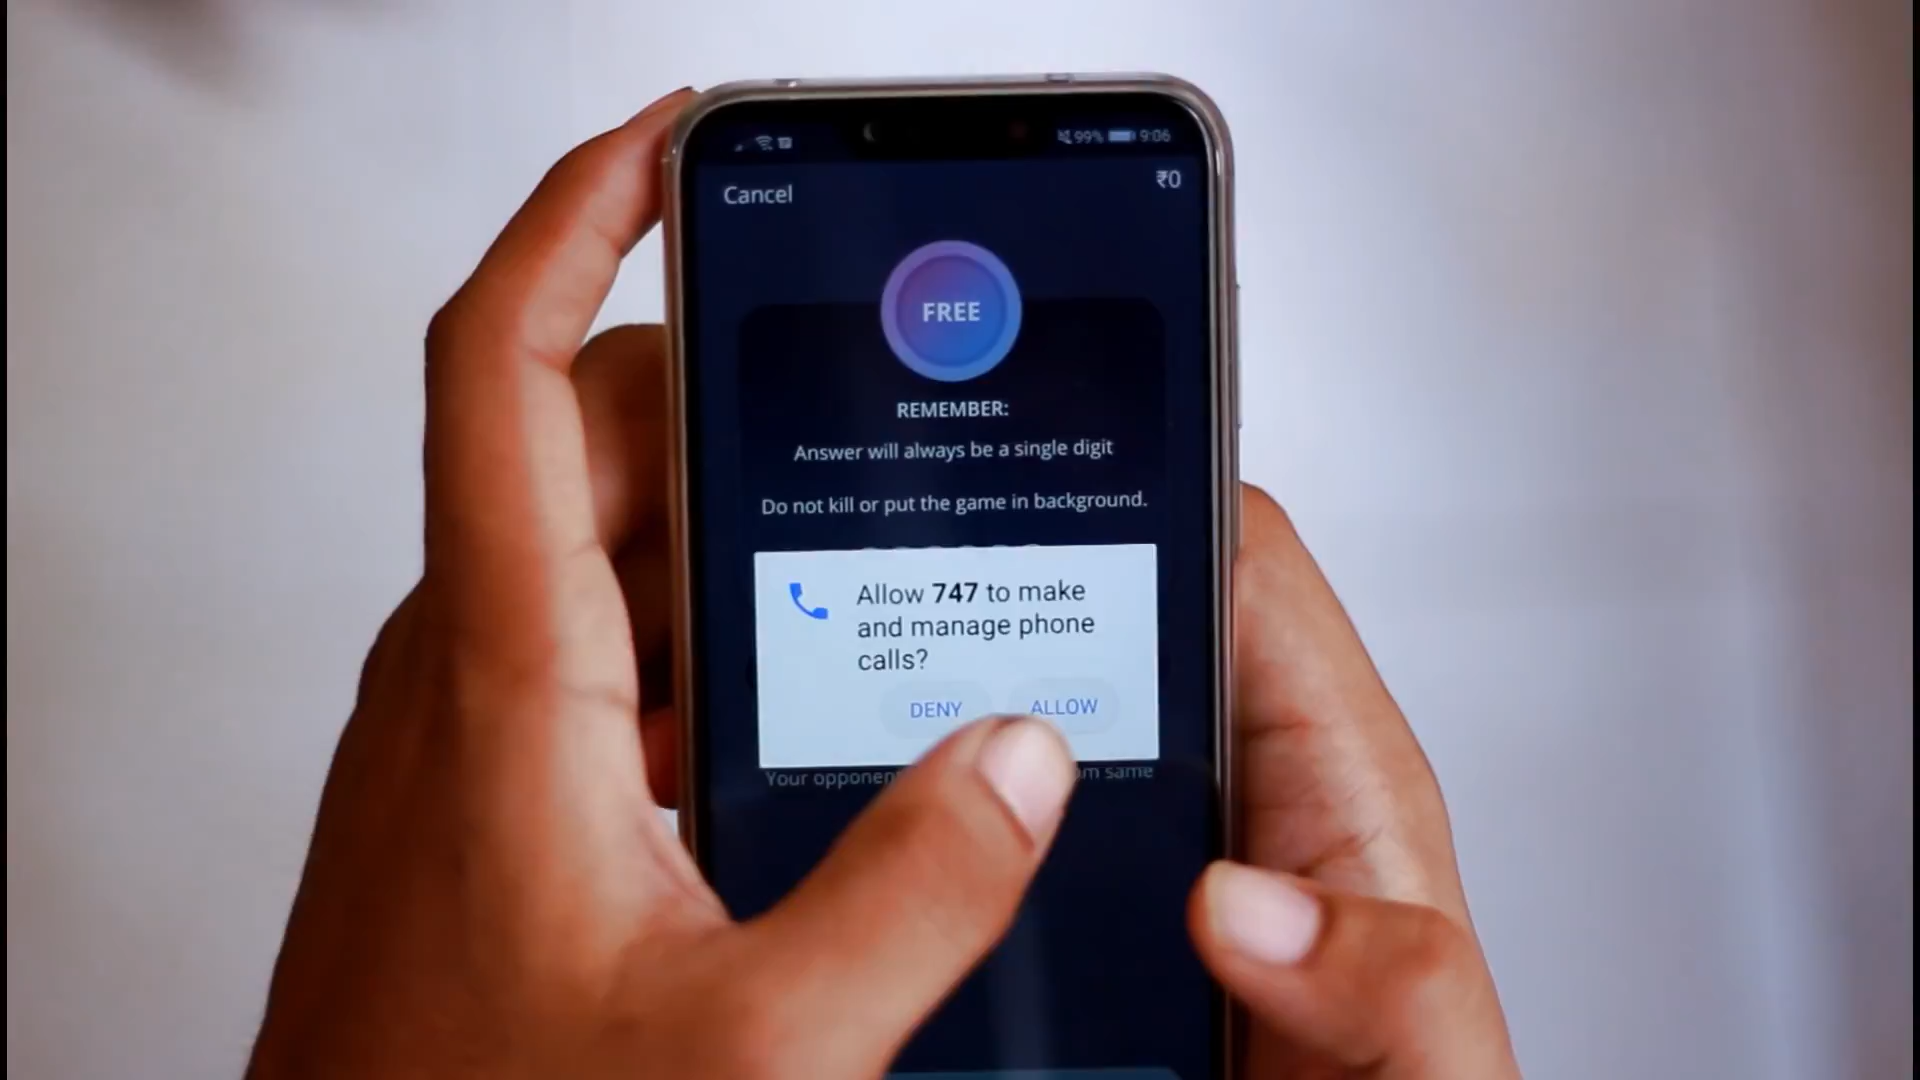 99% 9:06
Cancel
₹0
FREE
REMEMBER:
Answer will always be a single digit
Do not kill or put the game in background.
Allow 747 to make
and manage phone
calls?
DENY
ALLOW
Your same